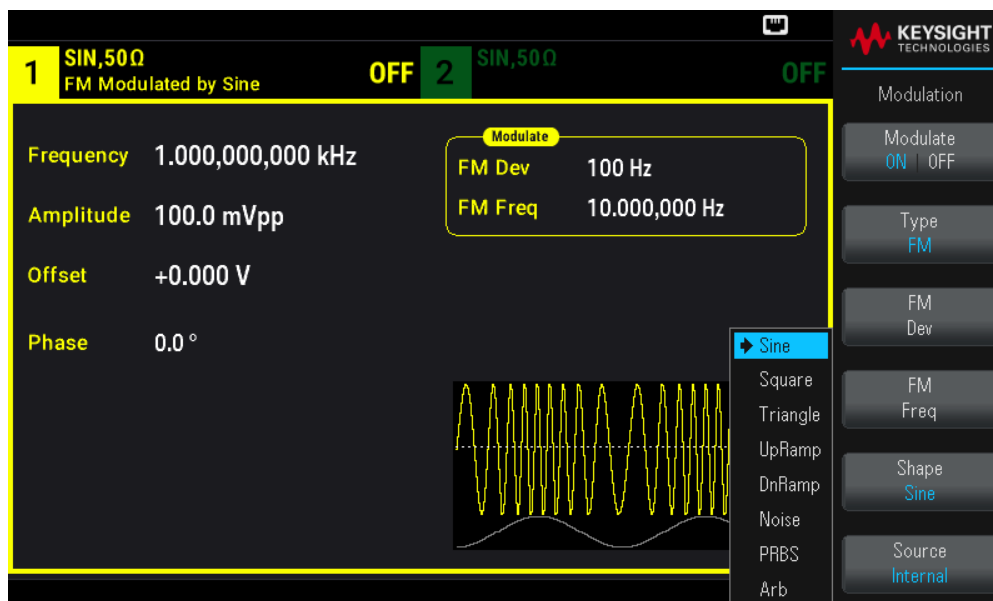 KEYSIGHT
TECHNOLOGIES
1 SIN,50Ω OFF 2 SIN,50Ω OFF
FM Modulated by Sine
Modulation
Frequency 1.000,000,000 kHz
Amplitude 100.0 mVpp
Offset +0.000 V
Phase 0.0 °
Modulate
FM Dev 100 Hz
FM Freq 10.000,000 Hz
Sine
Square
Triangle
UpRamp
DnRamp
Noise
PRBS
Arb
Modulate
ON OFF
Type
FM
FM
Dev
FM
Freq
Shape
Sine
Source
Internal